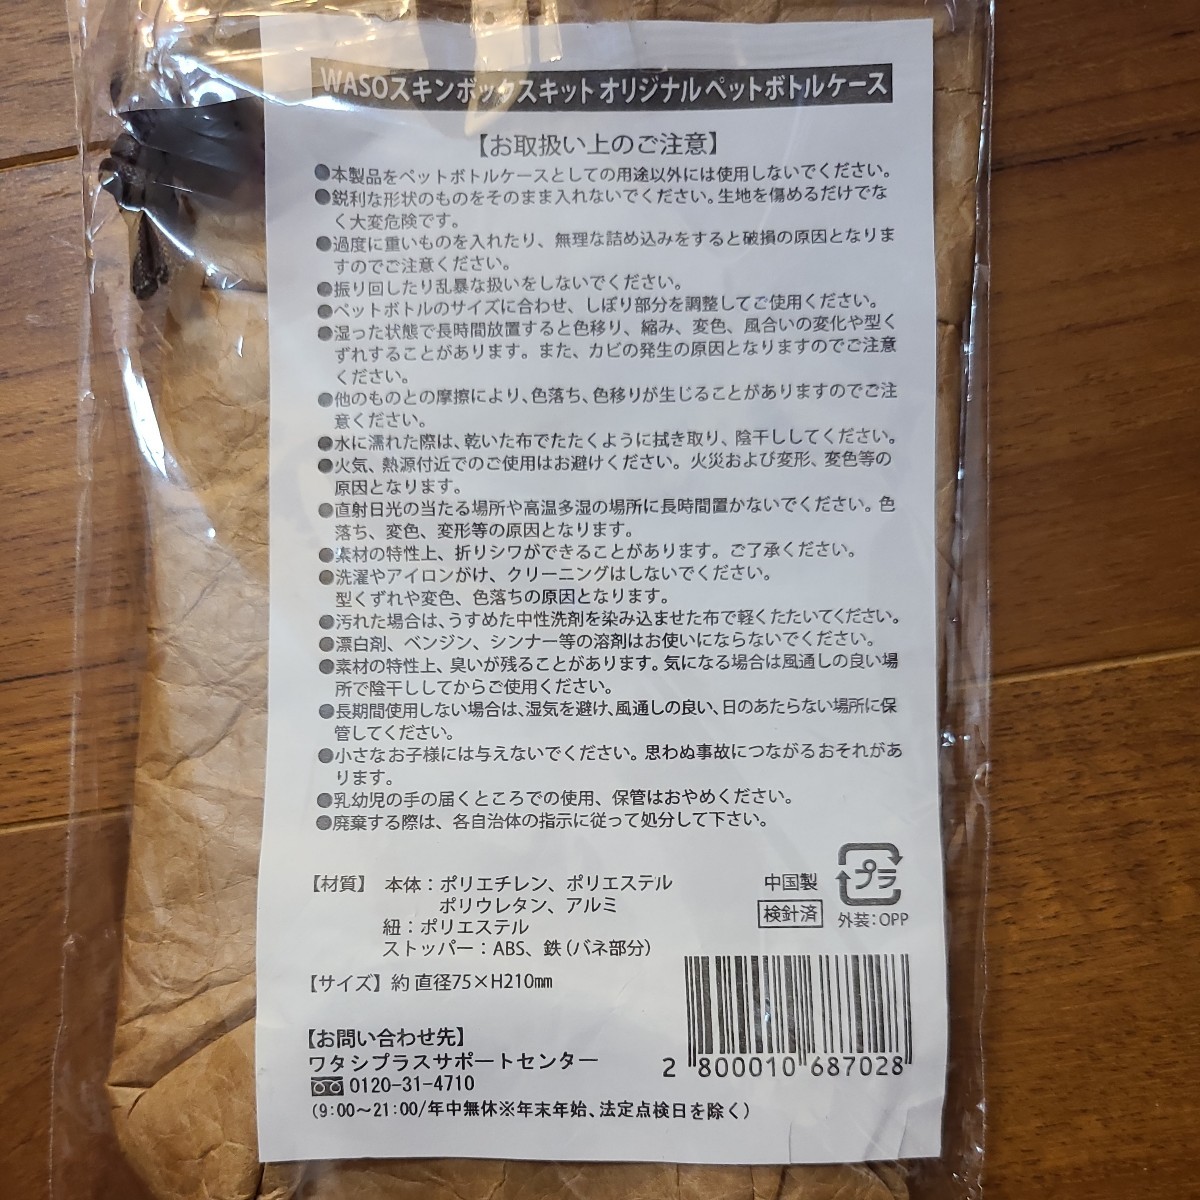 WASOスキンボックスキット オリジナルペットボトルケース
【お取扱い上のご注意】
●本製品をペットボトルケースとしての用途以外には使用しないでください。
●鋭利な形状のものをそのまま入れないでください。生地を傷めるだけでな
く大変危険です。
●過度に重いものを入れたり、無理な詰め込みをすると破損の原因となりま
すのでご注意ください。
●振り回したり乱暴な扱いをしないでください。
●ペットボトルのサイズに合わせ、しぼり部分を調整してご使用ください。
●湿った状態で長時間放置すると色移り、縮み、変色、風合いの変化や型く
ずれすることがあります。また、カビの発生の原因となりますのでご注意
ください。
●他のものとの摩擦により、色落ち、色移りが生じることがありますのでご注
意ください。
●水に濡れた際は、乾いた布でたたくように拭き取り、陰干ししてください。
●火気、熱源付近でのご使用はお避けください。火災および変形、変色等の
原因となります。
●直射日光の当たる場所や高温多湿の場所に長時間置かないでください。色
落ち、変色、変形等の原因となります。
●素材の特性上、折りシワができることがあります。ご了承ください。
●洗濯やアイロンがけ、クリーニングはしないでください。
型くずれや変色、色落ちの原因となります。
●汚れた場合は、うすめた中性洗剤を染み込ませた布で軽くたたいてください。
●漂白剤、ベンジン、シンナー等の溶剤はお使いにならないでください。
●素材の特性上、臭いが残ることがあります。気になる場合は風通しの良い場
所で陰干ししてからご使用ください。
●長期間使用しない場合は、湿気を避け、風通しの良い、日のあたらない場所に保
管してください。
●小さなお子様には与えないでください。思わぬ事故につながるおそれがあ
ります。
●乳幼児の手の届くところでの使用、保管はおやめください。
●廃棄する際は、各自治体の指示に従って処分して下さい。
【材質】 本体：ポリエチレン、ポリエステル
ポリウレタン、アルミ
紐：ポリエステル
ストッパー：ABS、鉄（バネ部分）
中国製
検針済
プラ
外装：OPP
【サイズ】約 直径75×H210㎜
【お問い合わせ先】
ワタシプラスサポートセンター
0120-31-4710
（9:00～21:00/年中無休※年末年始、法定点検日を除く）
2 800010 687028